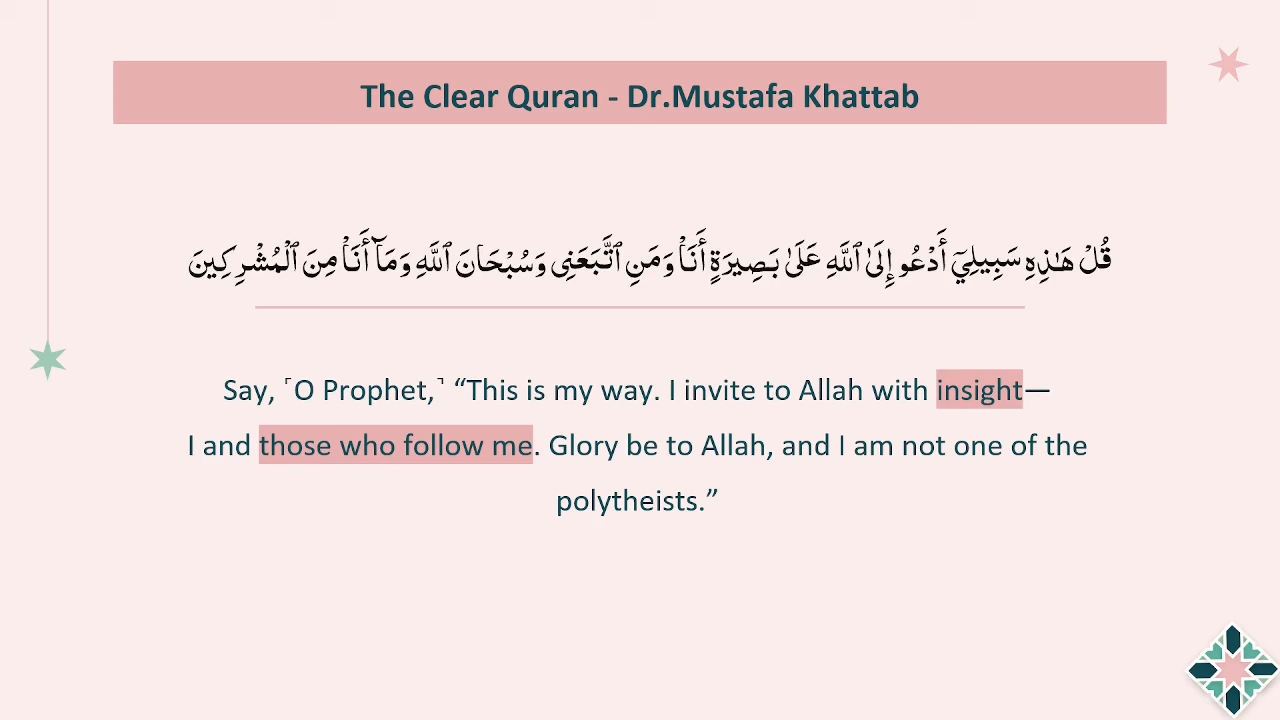 The Clear Quran - Dr.Mustafa Khattab
قُلْ هَـٰذِهِۦ سَبِيلِيٓ أَدْعُو إِلَى ٱللَّهِ عَلَىٰ بَصِيرَةٍ أَنَا۠ وَمَنِ ٱتَّبَعَنِى وَسُبْحَانَ ٱللَّهِ وَمَآ أَنَا۠ مِنَ ٱلْمُشْرِكِينَ
Say, ˹O Prophet,˺ “This is my way. I invite to Allah with insight—
I and those who follow me. Glory be to Allah, and I am not one of the
polytheists.”